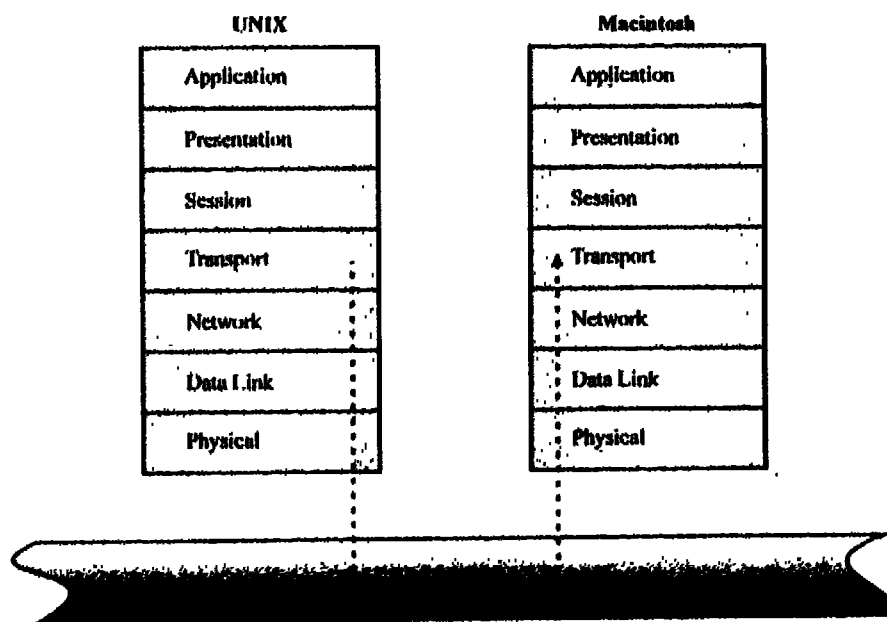 UNIX
Application
Presentation
Session
Transport
Network
Data Link
Physical
Macintosh
Application
Presentation
Session
Transport
Network
Data Link
Physical